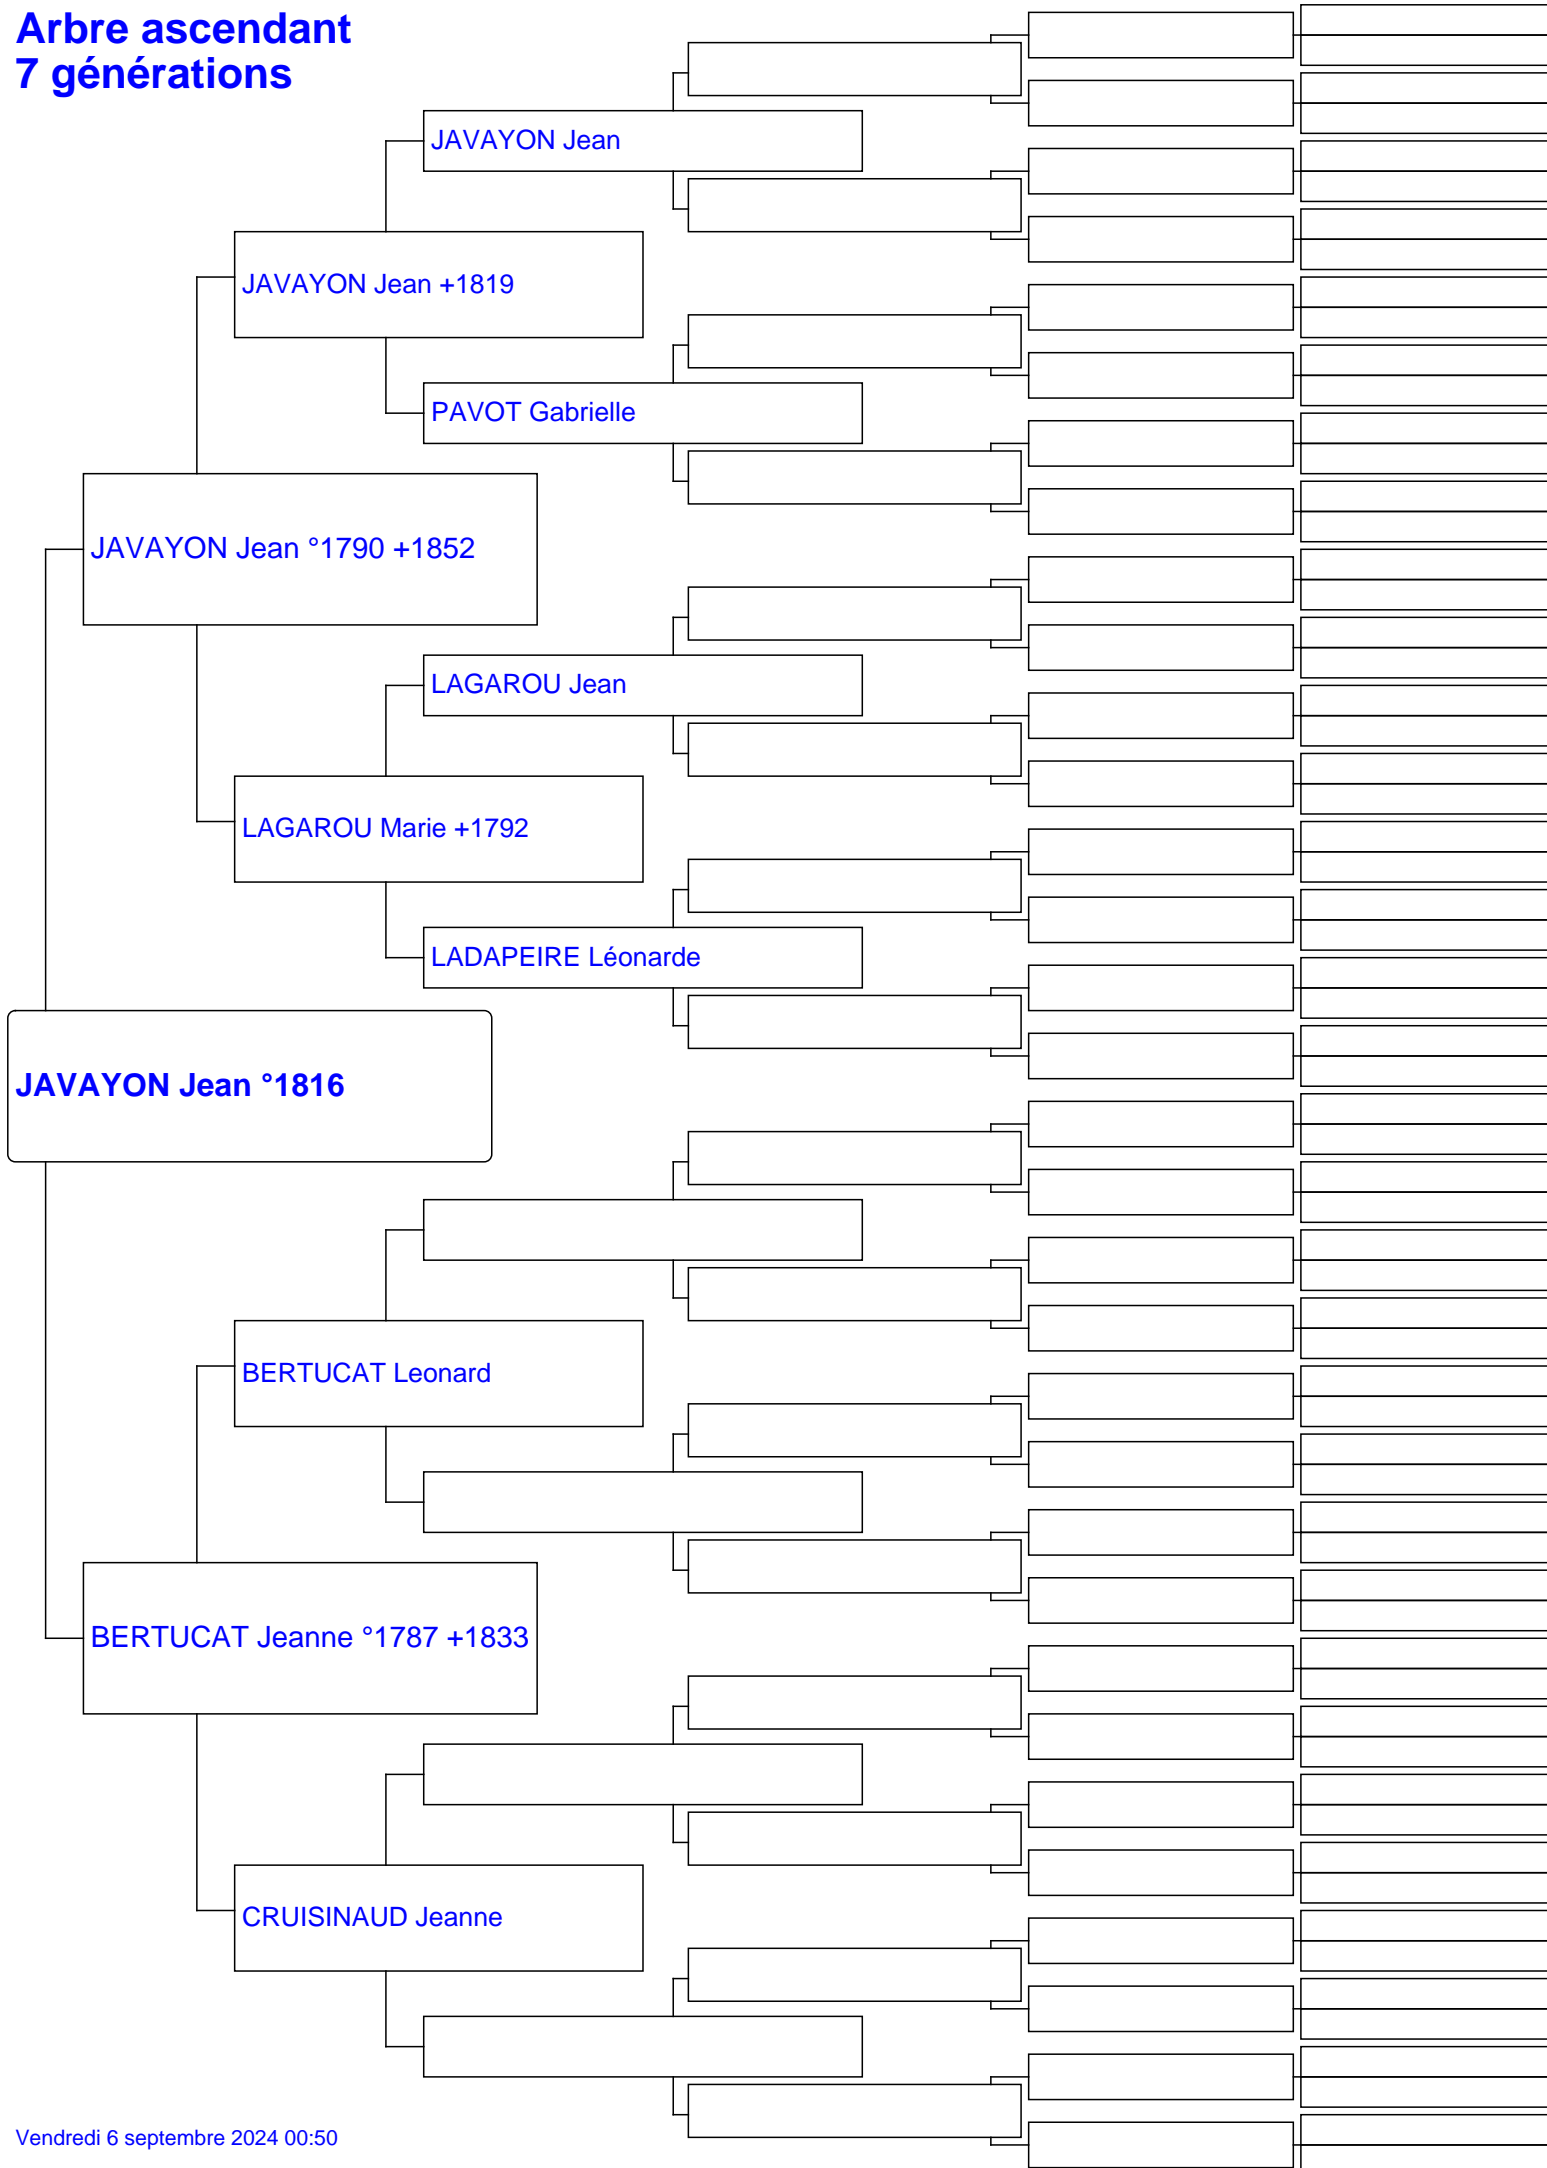 Arbre ascendant
7 générations
JAVAYON Jean
JAVAYON Jean +1819
PAVOT Gabrielle
JAVAYON Jean °1790 +1852
LAGAROU Jean
LAGAROU Marie +1792
LADAPEIRE Léonarde
JAVAYON Jean °1816
BERTUCAT Leonard
BERTUCAT Jeanne °1787 +1833
CRUISINAUD Jeanne
Vendredi 6 septembre 2024 00:50